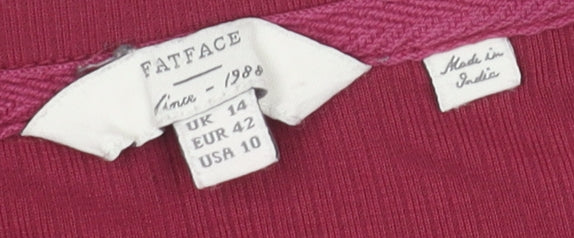 FATFACE
Since - 1988
UK 14
EUR 42
USA 10
Made in
India